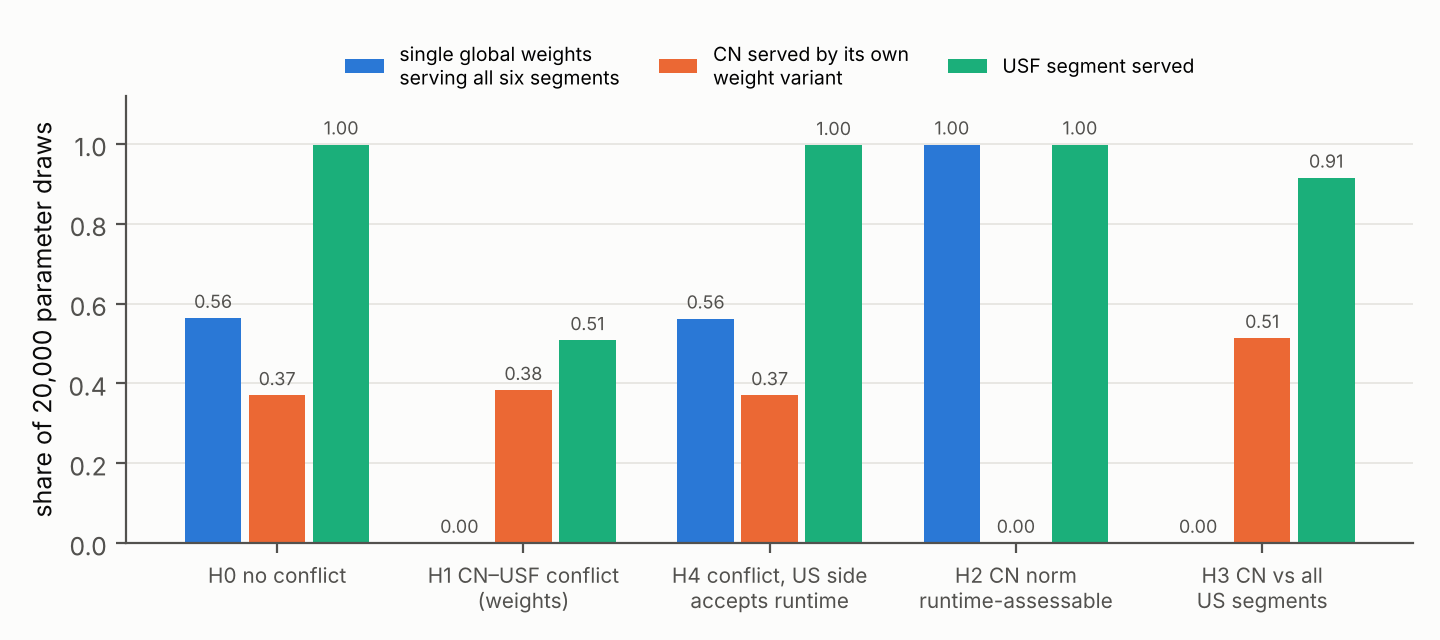 single global weights
serving all six segments
CN served by its own
weight variant
USF segment served
share of 20,000 parameter draws
1.0
0.8
0.6
0.4
0.2
0.0
0.56
0.37
1.00
0.00
0.38
0.51
0.56
0.37
1.00
1.00
0.00
1.00
0.00
0.51
0.91
H0 no conflict
H1 CN–USF conflict
(weights)
H4 conflict, US side
accepts runtime
H2 CN norm
runtime-assessable
H3 CN vs all
US segments